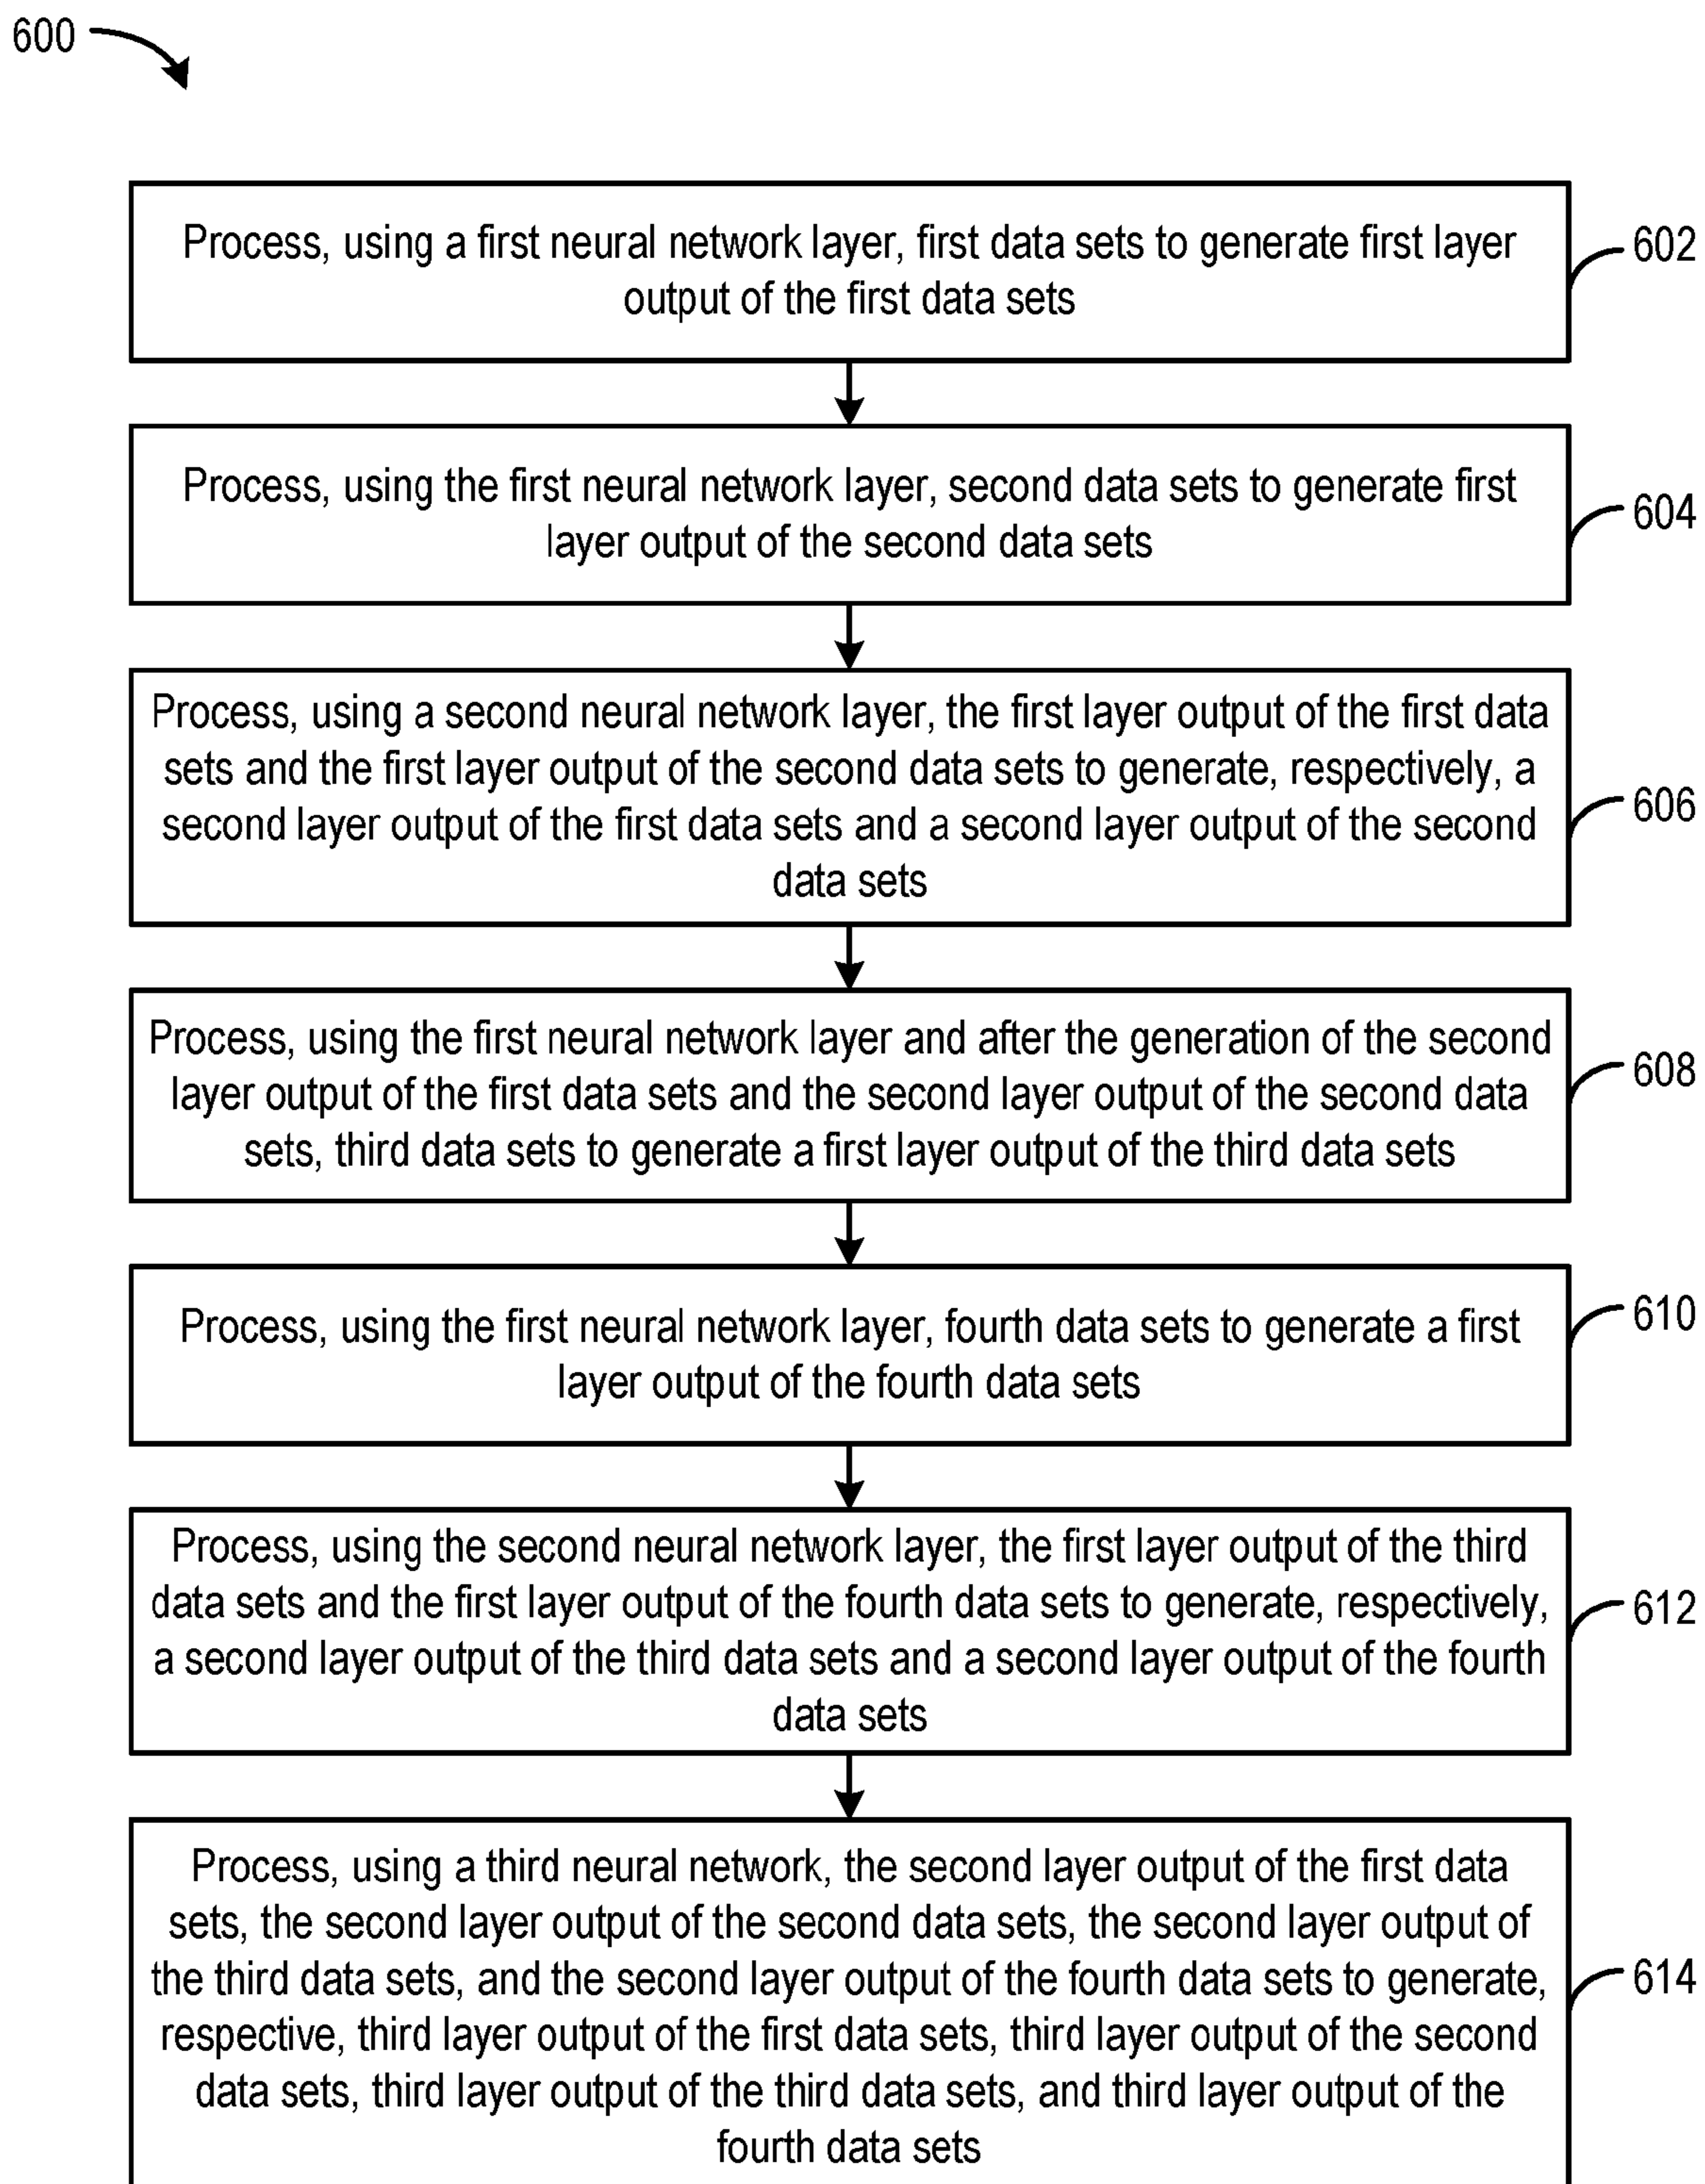 600
Process, using a first neural network layer, first data sets to generate first layer
output of the first data sets
602
Process, using the first neural network layer, second data sets to generate first
layer output of the second data sets
604
Process, using a second neural network layer, the first layer output of the first data
sets and the first layer output of the second data sets to generate, respectively, a
second layer output of the first data sets and a second layer output of the second
data sets
606
Process, using the first neural network layer and after the generation of the second
layer output of the first data sets and the second layer output of the second data
sets, third data sets to generate a first layer output of the third data sets
608
Process, using the first neural network layer, fourth data sets to generate a first
layer output of the fourth data sets
610
Process, using the second neural network layer, the first layer output of the third
data sets and the first layer output of the fourth data sets to generate, respectively,
a second layer output of the third data sets and a second layer output of the fourth
data sets
612
Process, using a third neural network, the second layer output of the first data
sets, the second layer output of the second data sets, the second layer output of
the third data sets, and the second layer output of the fourth data sets to generate,
respective, third layer output of the first data sets, third layer output of the second
data sets, third layer output of the third data sets, and third layer output of the
fourth data sets
614